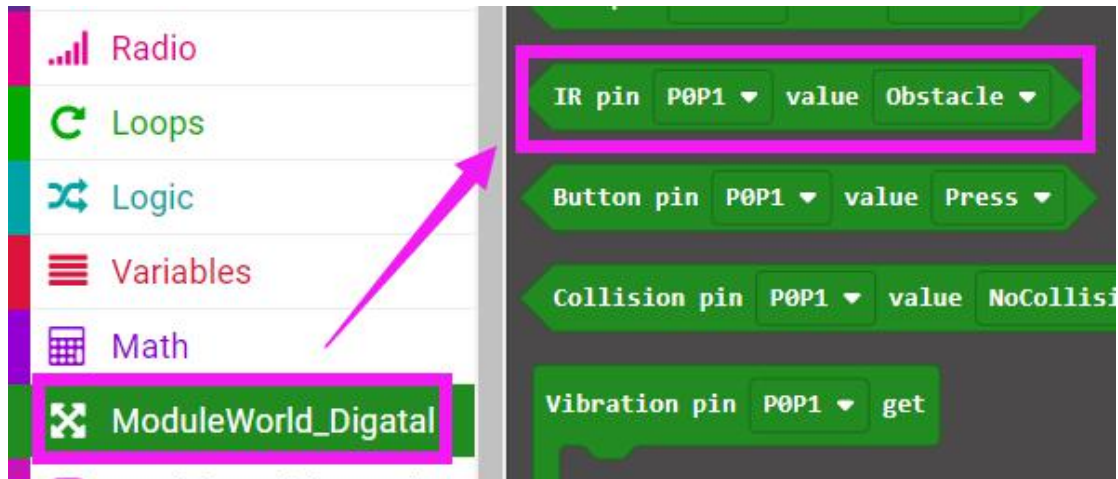 Radio
Loops
Logic
Variables
Math
ModuleWorld_Digatal
IR pin P0P1 value Obstacle
Button pin P0P1 value Press
Collision pin P0P1 value NoCollisi
Vibration pin P0P1 get